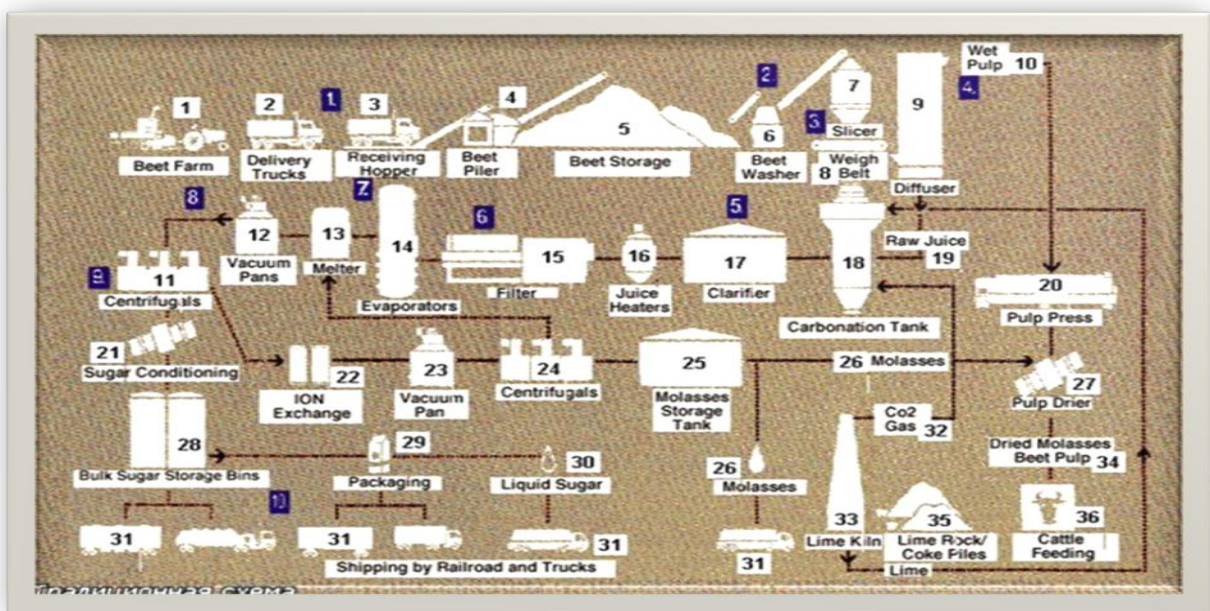 1
Beet Farm
2
Delivery
Trucks
1.
3
Receiving
Hopper
4
Beet
Piler
5
Beet Storage
2.
6
Beet
Washer
7
3.
Slicer
Weigh
8 Belt
9
Diffuser
Wet
Pulp 10
4.
8
12
Vacuum
Pans
13
Melter
7.
14
Evaporators
6
15
Filter
16
Juice
Heaters
5.
17
Clarifier
18
Carbonation Tank
Raw Juice
19
20
Pulp Press
9.
11
Centrifugals
21
Sugar Conditioning
22
ION
Exchange
23
Vacuum
Pan
24
Centrifugals
25
Molasses
Storage
Tank
26 Molasses
27
Pulp Drier
28
Bulk Sugar Storage Bins
29
Packaging
30
Liquid Sugar
26
Molasses
Co2
Gas 32
33
Lime Kiln
35
Lime Rock/
Coke Piles
Dried Molasses
Beet Pulp 34
36
Cattle
Feeding
10
31
31
31
31
Shipping by Railroad and Trucks
Lime
Традиционная схема